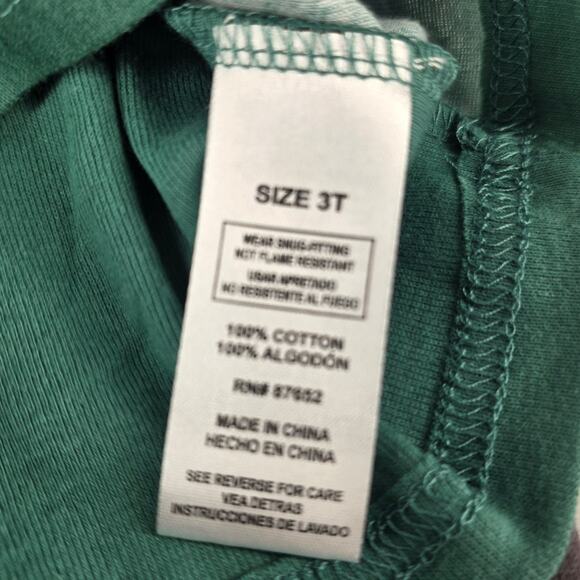 SIZE 3T
WEAR SNUG-FITTING
NOT FLAME RESISTANT
USAR APRETADO
NO RESISTENTE AL FUEGO
100% COTTON
100% ALGODÓN
RN# 87652
MADE IN CHINA
HECHO EN CHINA
SEE REVERSE FOR CARE
VEA DETRAS
INSTRUCCIONES DE LAVADO